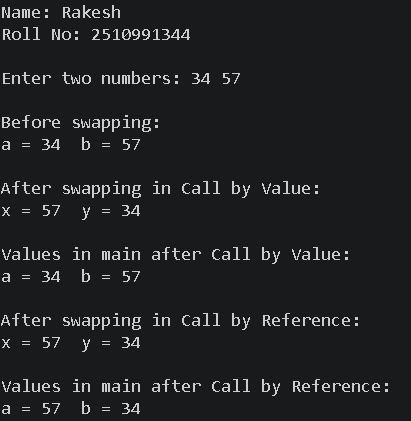 Name: Rakesh
Roll No: 2510991344
Enter two numbers: 34 57
Before swapping:
a = 34  b = 57
After swapping in Call by Value:
x = 57  y = 34
Values in main after Call by Value:
a = 34  b = 57
After swapping in Call by Reference:
x = 57  y = 34
Values in main after Call by Reference:
a = 57  b = 34